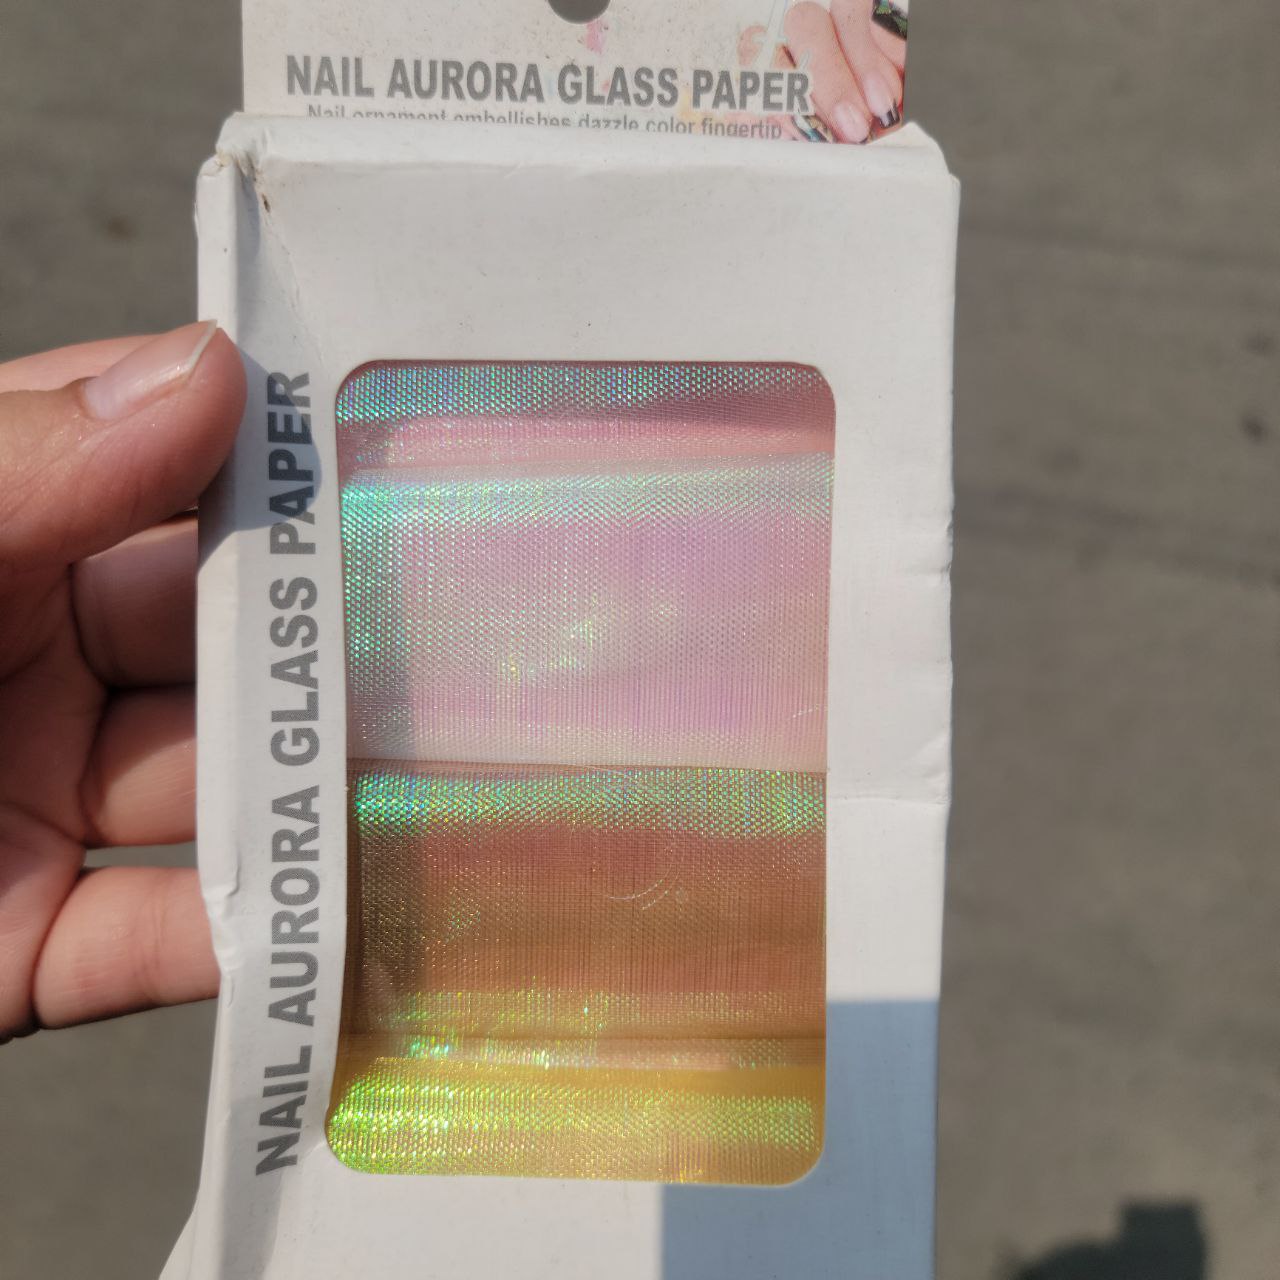 NAIL AURORA GLASS PAPER
Nail ornament embellishes dazzle color fingertip
NAIL AURORA GLASS PAPER